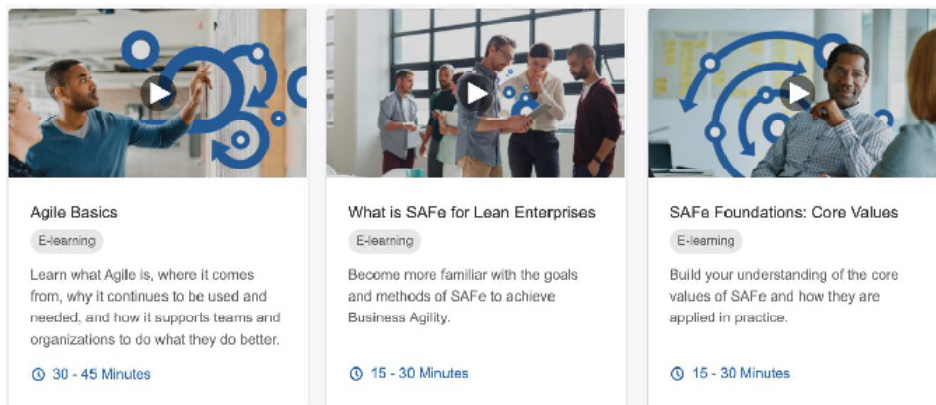 Agile Basics
E-learning
Learn what Agile is, where it comes
from, why it continues to be used and
needed, and how it supports teams and
organizations to do what they do better.
30 - 45 Minutes
What is SAFe for Lean Enterprises
E-learning
Become more familiar with the goals
and methods of SAFe to achieve
Business Agility.
15 - 30 Minutes
SAFe Foundations: Core Values
E-learning
Build your understanding of the core
values of SAFe and how they are
applied in practice.
15 - 30 Minutes